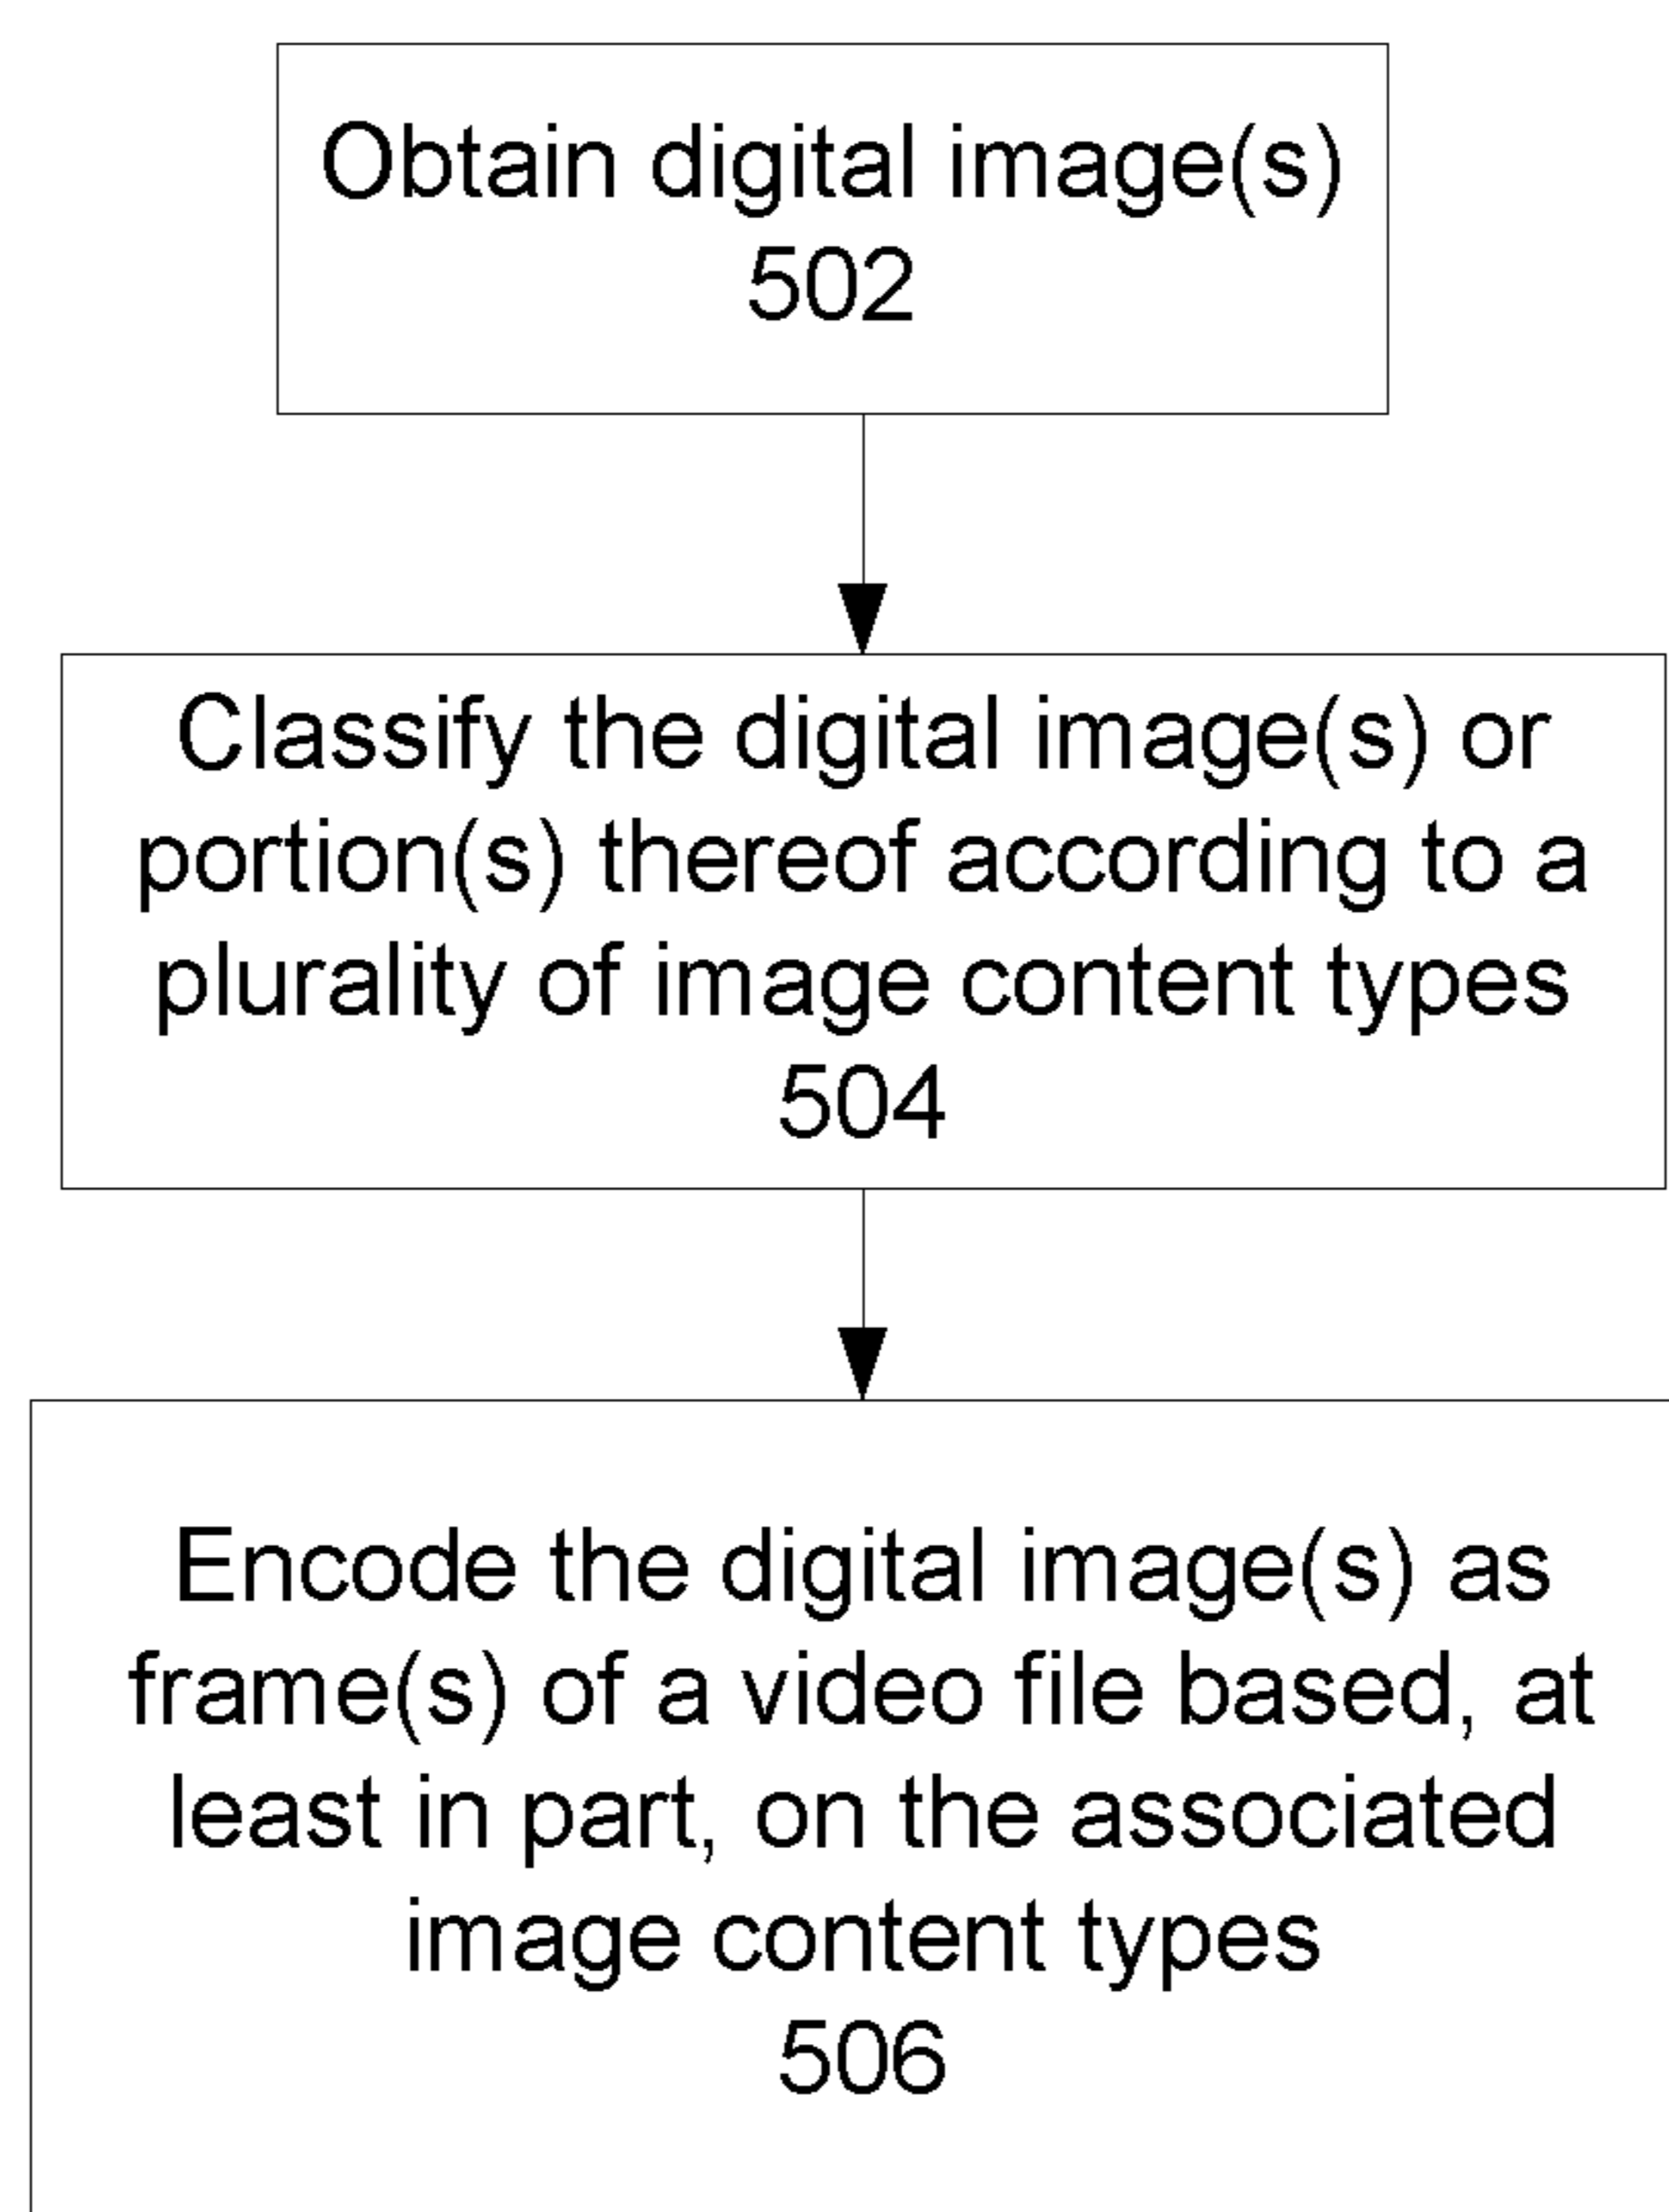 Obtain digital image(s)
502
Classify the digital image(s) or
portion(s) thereof according to a
plurality of image content types
504
Encode the digital image(s) as
frame(s) of a video file based, at
least in part, on the associated
image content types
506